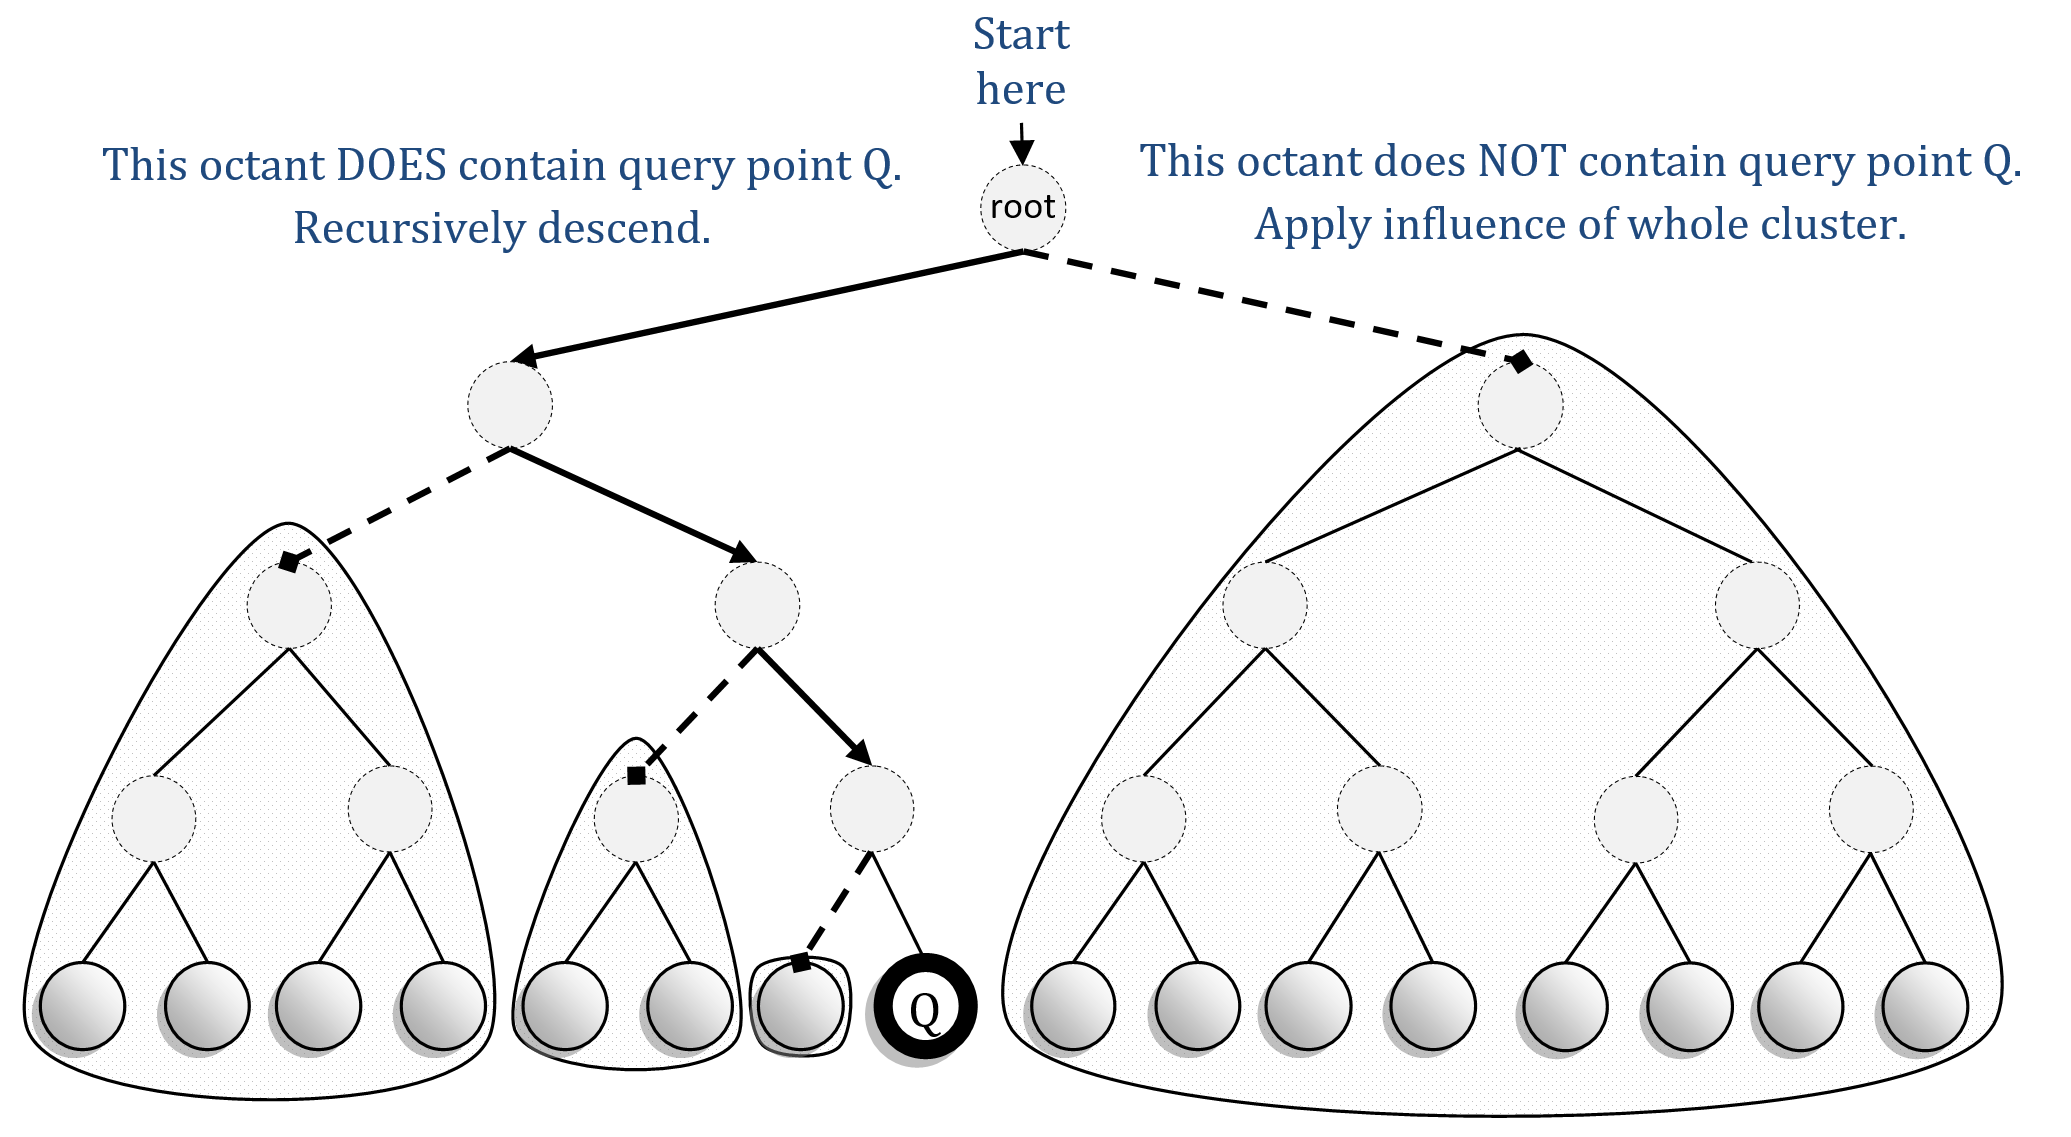 Start
here
This octant DOES contain query point Q.
Recursively descend.
This octant does NOT contain query point Q.
Apply influence of whole cluster.
root
Q